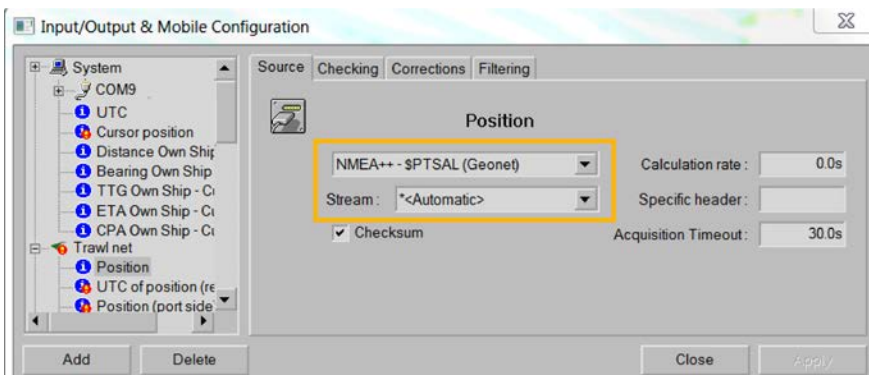 Input/Output & Mobile Configuration
System
COM9
UTC
Cursor position
Distance Own Ship
Bearing Own Ship
TTG Own Ship - Cu
ETA Own Ship - Cu
CPA Own Ship - Cu
Trawl net
Position
UTC of position (re
Position (port side
Add Delete
Source Checking Corrections Filtering
Position
NMEA++ - $PTSAL (Geonet) Calculation rate : 0.0s
Stream : *<Automatic> Specific header :
Checksum Acquisition Timeout : 30.0s
Close Apply